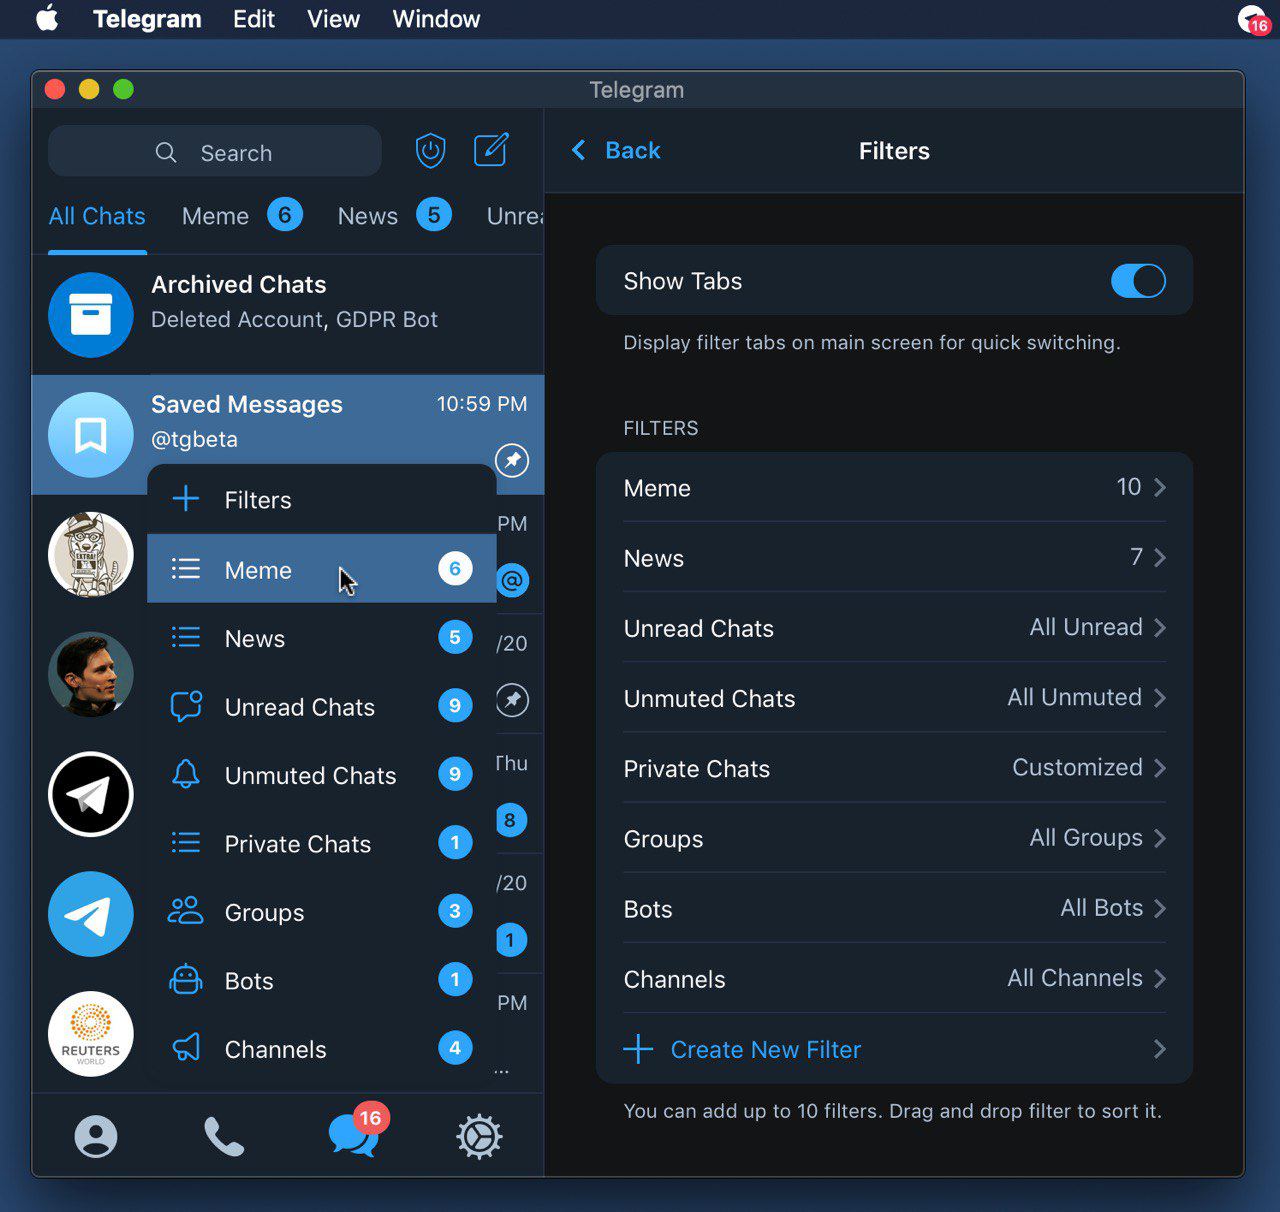 Telegram Edit View Window
16
Telegram
Search
All Chats Meme 6 News 5 Unrea
Archived Chats
Deleted Account, GDPR Bot
Saved Messages 10:59 PM
@tgbeta
Filters
PM
Meme 6
@
News 5
/20
Unread Chats 9
Unmuted Chats 9
Thu
8
Private Chats 1
/20
Groups 3
1
Bots 1
PM
Channels 4
...
EXTRA!
REUTERS
WORLD
16
Back Filters
Show Tabs
Display filter tabs on main screen for quick switching.
FILTERS
Meme 10
News 7
Unread Chats All Unread
Unmuted Chats All Unmuted
Private Chats Customized
Groups All Groups
Bots All Bots
Channels All Channels
Create New Filter
You can add up to 10 filters. Drag and drop filter to sort it.